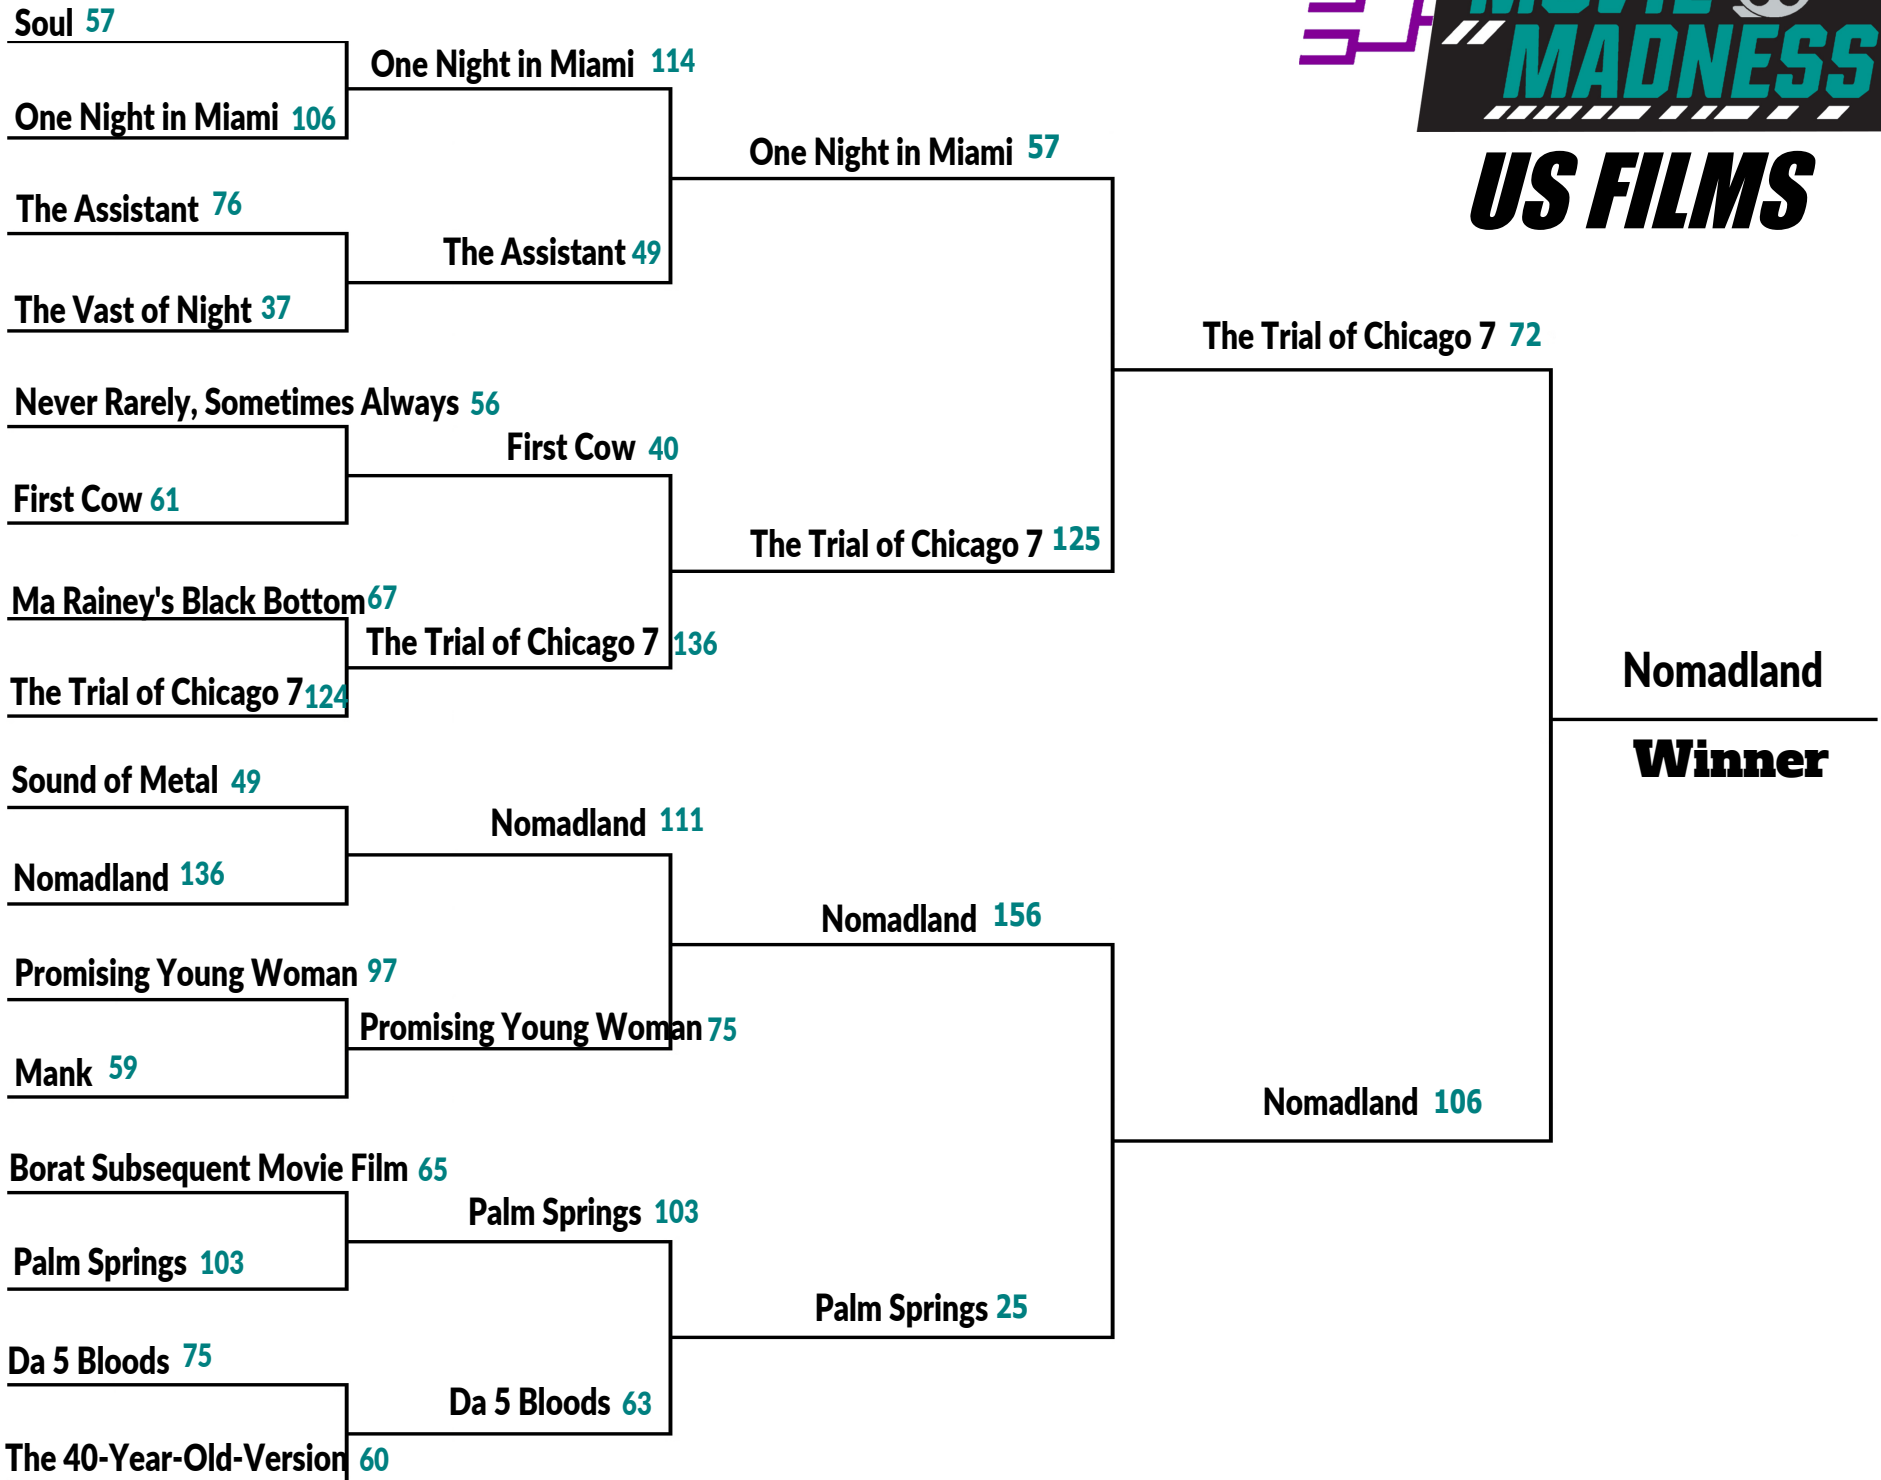 MOVIE
MADNESS
US FILMS
Soul 57
One Night in Miami 106
The Assistant 76
The Vast of Night 37
Never Rarely, Sometimes Always 56
First Cow 61
Ma Rainey's Black Bottom 67
The Trial of Chicago 7 124
Sound of Metal 49
Nomadland 136
Promising Young Woman 97
Mank 59
Borat Subsequent Movie Film 65
Palm Springs 103
Da 5 Bloods 75
The 40-Year-Old-Version 60
One Night in Miami 114
The Assistant 49
First Cow 40
The Trial of Chicago 7 136
Nomadland 111
Promising Young Woman 75
Palm Springs 103
Da 5 Bloods 63
One Night in Miami 57
The Trial of Chicago 7 125
Nomadland 156
Palm Springs 25
The Trial of Chicago 7 72
Nomadland 106
Nomadland
Winner